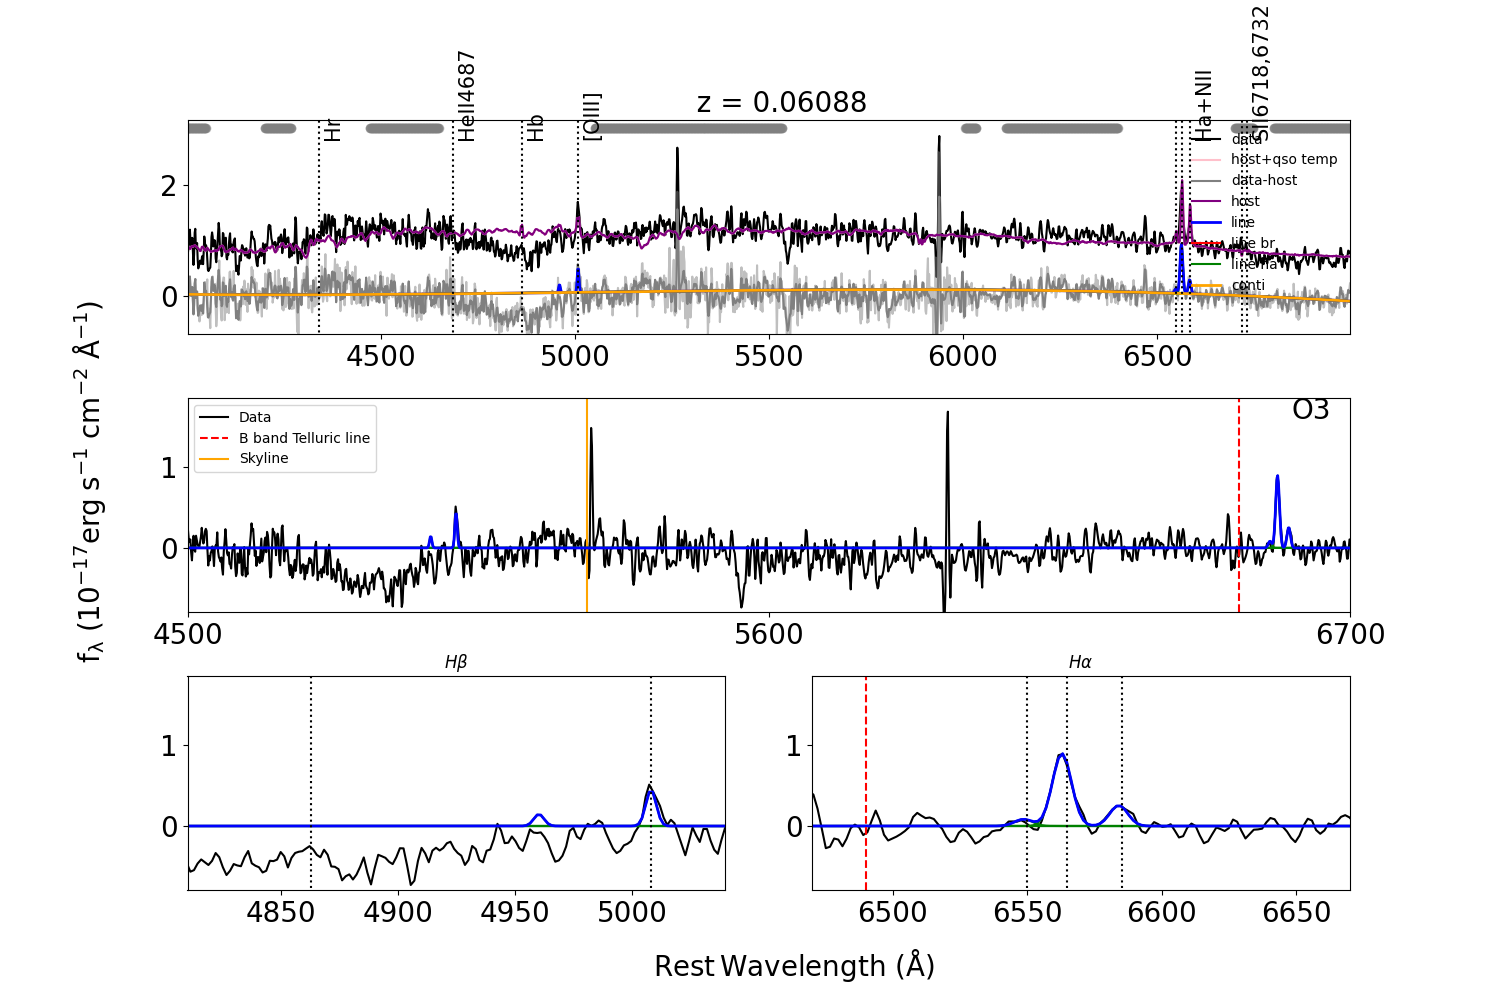 z = 0.06088
Hr
HeII4687
Hb
[OIII]
Ha+NII
SII6718,6732
data
host+qso temp
data-host
host
line
line br
line na
conti
2
0
4500 5000 5500 6000 6500
Data
B band Telluric line
Skyline
O3
1
0
4500 5600 6700
fλ (10⁻¹⁷erg s⁻¹ cm⁻² Å⁻¹)
Hβ
1
0
4850 4900 4950 5000
Hα
1
0
6500 6550 6600 6650
Rest Wavelength (Å)